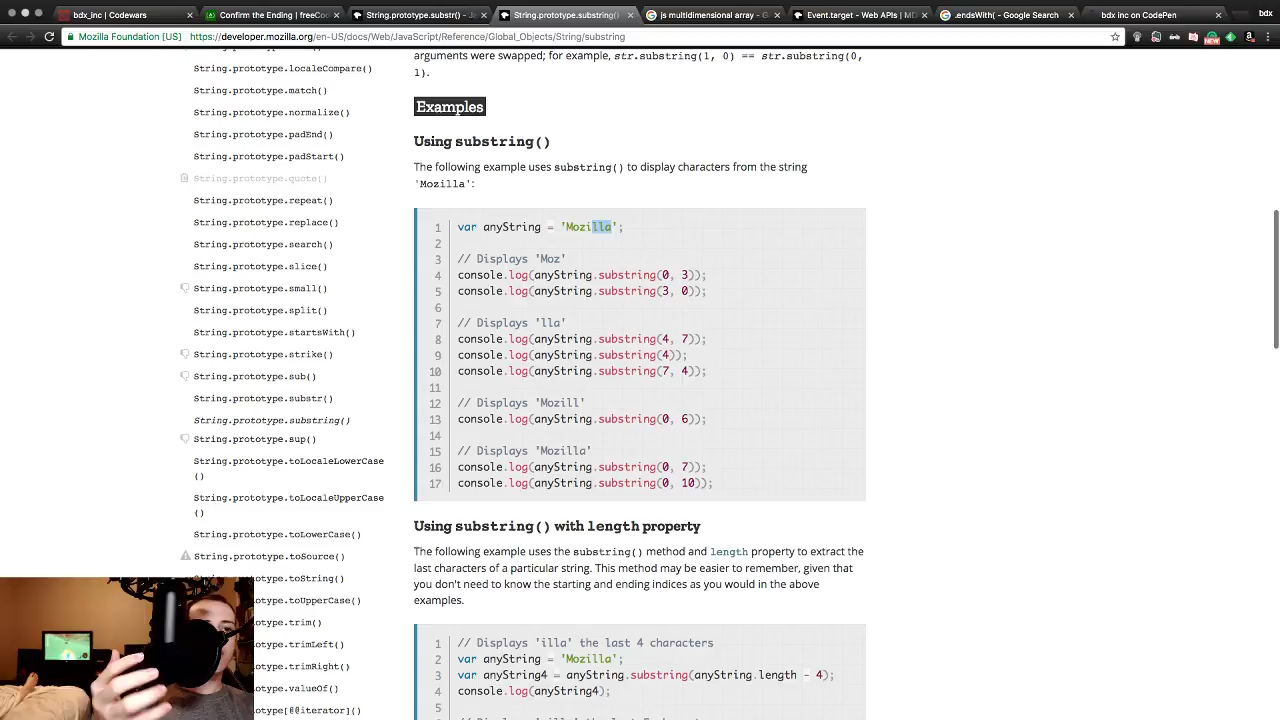 bdx_inc | Codewars
Confirm the Ending | freeCo
String.prototype.substr() - Ja
String.prototype.substring()
js multidimensional array - G
Event.target - Web APIs | MD
.endsWith( - Google Search
bdx inc on CodePen
bdx
Mozilla Foundation [US]
https://developer.mozilla.org/en-US/docs/Web/JavaScript/Reference/Global_Objects/String/substring
NEW
String.prototype.localeCompare()
String.prototype.match()
String.prototype.normalize()
String.prototype.padEnd()
String.prototype.padStart()
String.prototype.quote()
String.prototype.repeat()
String.prototype.replace()
String.prototype.search()
String.prototype.slice()
String.prototype.small()
String.prototype.split()
String.prototype.startsWith()
String.prototype.strike()
String.prototype.sub()
String.prototype.substr()
String.prototype.substring()
String.prototype.sup()
String.prototype.toLocaleLowerCase
()
String.prototype.toLocaleUpperCase
()
String.prototype.toLowerCase()
String.prototype.toSource()
ototype.toString()
ototype.toUpperCase()
ototype.trim()
ototype.trimLeft()
ototype.trimRight()
ototype.valueOf()
ototype[@@iterator]()
arguments were swapped; for example, str.substring(1, 0) == str.substring(0,
1).
Examples
Using substring()
The following example uses substring() to display characters from the string
'Mozilla':
1 var anyString = 'Mozilla';
2
3 // Displays 'Moz'
4 console.log(anyString.substring(0, 3));
5 console.log(anyString.substring(3, 0));
6
7 // Displays 'lla'
8 console.log(anyString.substring(4, 7));
9 console.log(anyString.substring(4));
10 console.log(anyString.substring(7, 4));
11
12 // Displays 'Mozill'
13 console.log(anyString.substring(0, 6));
14
15 // Displays 'Mozilla'
16 console.log(anyString.substring(0, 7));
17 console.log(anyString.substring(0, 10));
Using substring() with length property
The following example uses the substring() method and length property to extract the
last characters of a particular string. This method may be easier to remember, given that
you don't need to know the starting and ending indices as you would in the above
examples.
1 // Displays 'illa' the last 4 characters
2 var anyString = 'Mozilla';
3 var anyString4 = anyString.substring(anyString.length - 4);
4 console.log(anyString4);